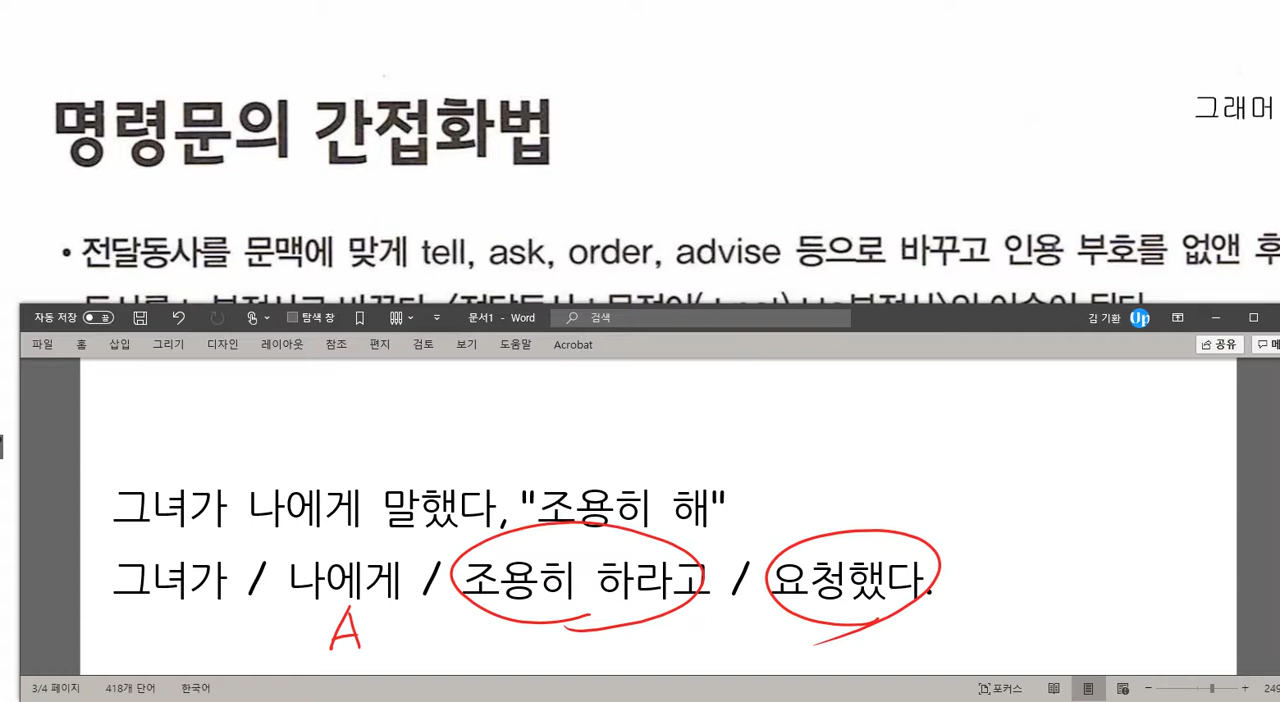 명령문의 간접화법
그래머
• 전달동사를 문맥에 맞게 tell, ask, order, advise 등으로 바꾸고 인용 부호를 없앤 후
자동 저장 끔 탐색 창 문서1 - Word 검색 김 기환 Up
파일 홈 삽입 그리기 디자인 레이아웃 참조 편지 검토 보기 도움말 Acrobat 공유 메
그녀가 나에게 말했다, "조용히 해"
그녀가 / 나에게 / 조용히 하라고 / 요청했다.
A
3/4 페이지 418개 단어 한국어 포커스 249